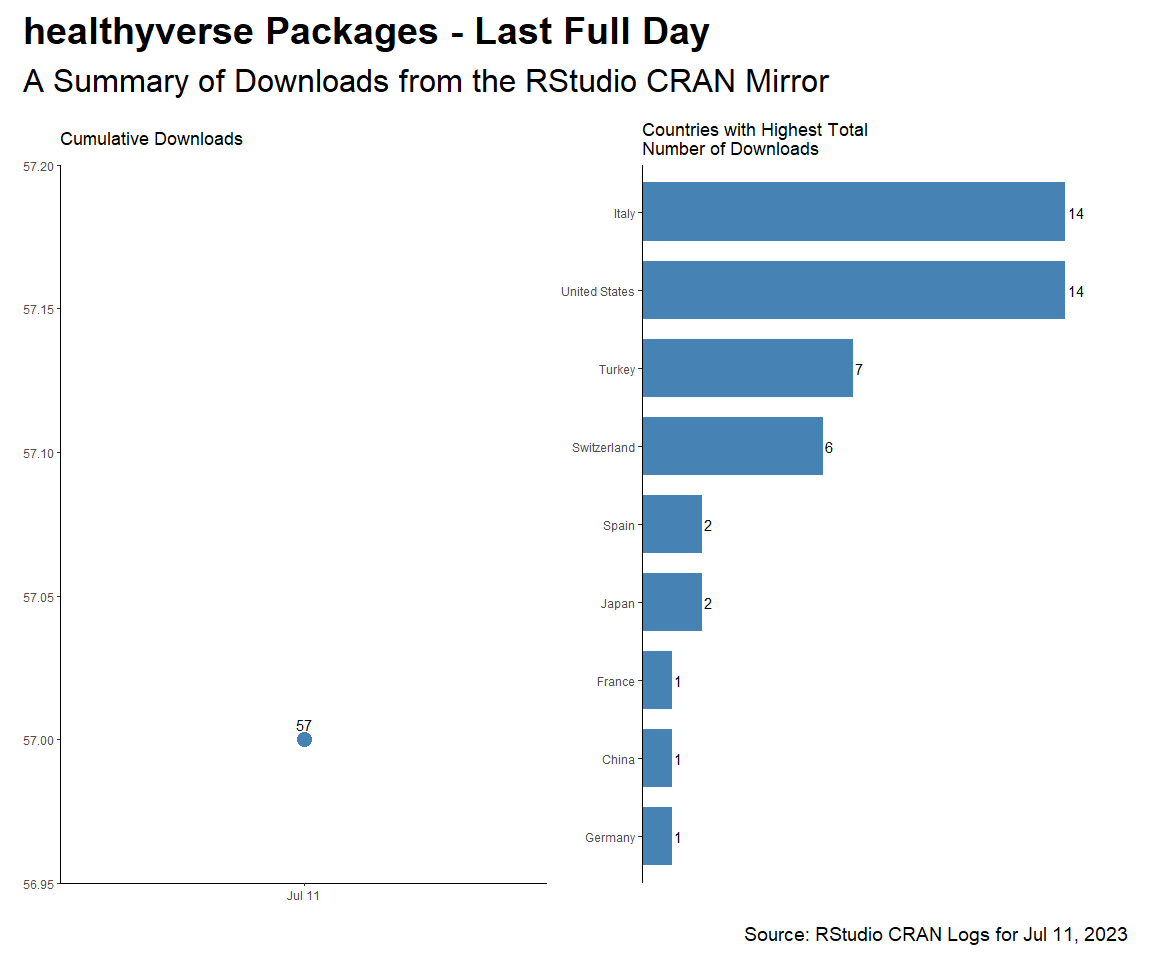 healthyverse Packages - Last Full Day
A Summary of Downloads from the RStudio CRAN Mirror
Cumulative Downloads
57.20
57.15
57.10
57.05
57.00
56.95
57
Jul 11
Countries with Highest Total
Number of Downloads
Italy 14
United States 14
Turkey 7
Switzerland 6
Spain 2
Japan 2
France 1
China 1
Germany 1
Source: RStudio CRAN Logs for Jul 11, 2023